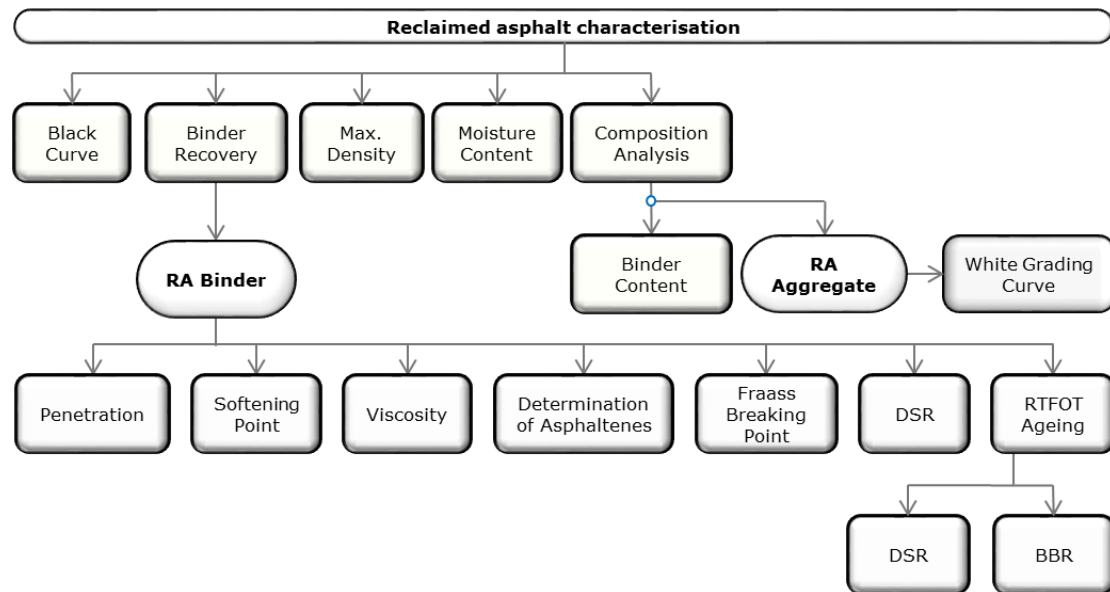 Reclaimed asphalt characterisation
Black
Curve
Binder
Recovery
Max.
Density
Moisture
Content
Composition
Analysis
RA Binder
Binder
Content
RA
Aggregate
White Grading
Curve
Penetration
Softening
Point
Viscosity
Determination
of Asphaltenes
Fraass
Breaking
Point
DSR
RTFOT
Ageing
DSR
BBR